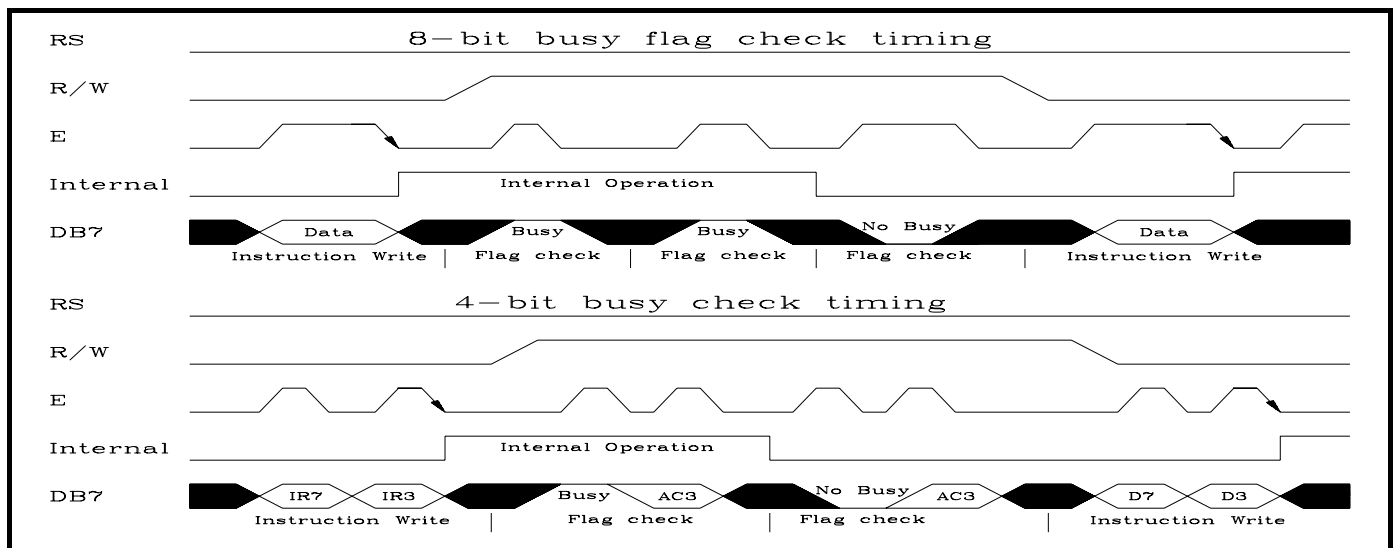 RS 8-bit busy flag check timing
R/W
E
Internal Internal Operation
DB7 Data Busy Busy No Busy Data
Instruction Write Flag check Flag check Flag check Instruction Write
RS 4-bit busy check timing
R/W
E
Internal Internal Operation
DB7 IR7 IR3 Busy AC3 No Busy AC3 D7 D3
Instruction Write Flag check Flag check Instruction Write